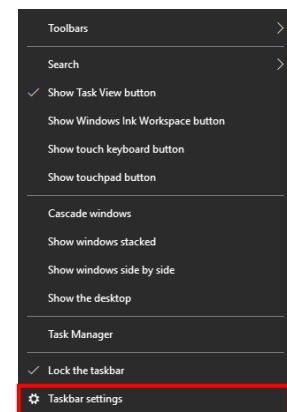 Toolbars
Search
Show Task View button
Show Windows Ink Workspace button
Show touch keyboard button
Show touchpad button
Cascade windows
Show windows stacked
Show windows side by side
Show the desktop
Task Manager
Lock the taskbar
Taskbar settings